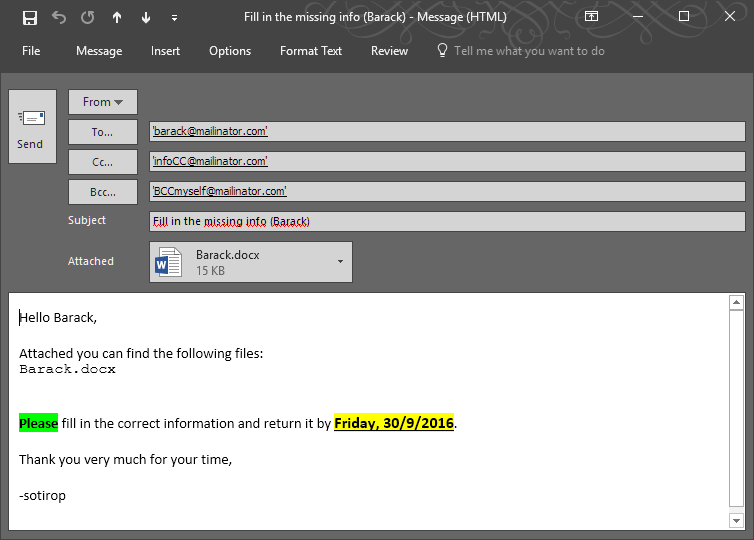 Fill in the missing info (Barack) - Message (HTML)
File Message Insert Options Format Text Review Tell me what you want to do
From
Send
To... 'barack@mailinator.com'
Cc... 'infoCC@mailinator.com'
Bcc... 'BCCmyself@mailinator.com'
Subject Fill in the missing info (Barack)
Attached Barack.docx
15 KB
Hello Barack,
Attached you can find the following files:
Barack.docx
Please fill in the correct information and return it by Friday, 30/9/2016.
Thank you very much for your time,
-sotirop